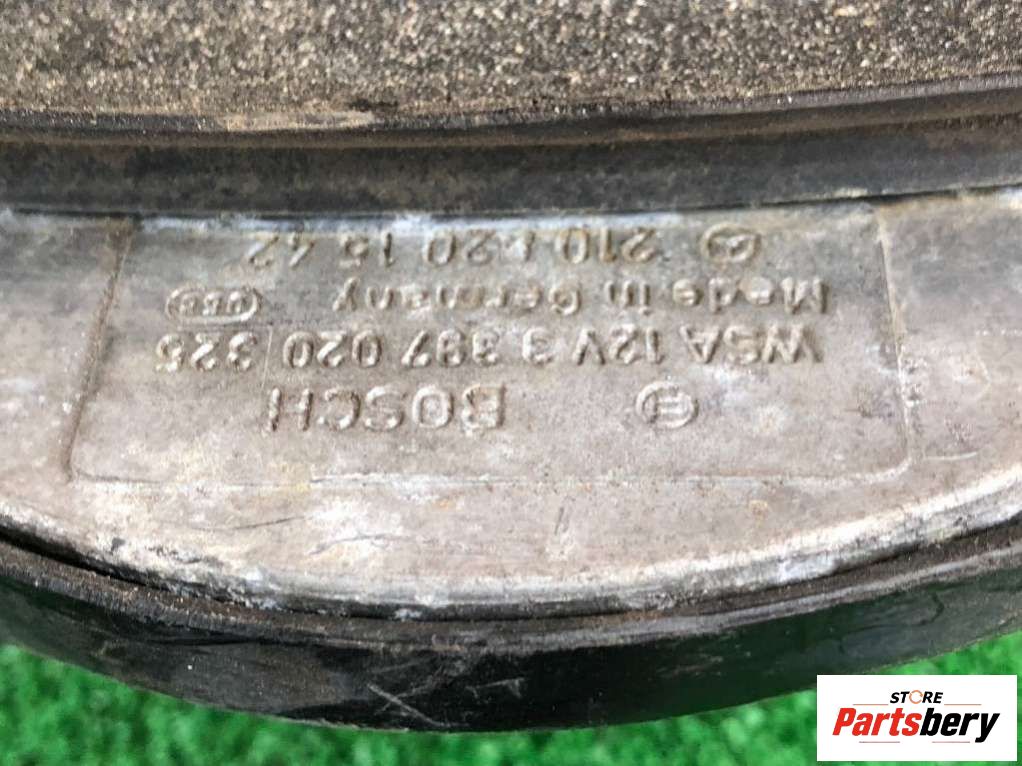 BOSCH
WSA 12V 3 397 020 325
Made in Germany
210 820 15 42
STORE
Partsbery